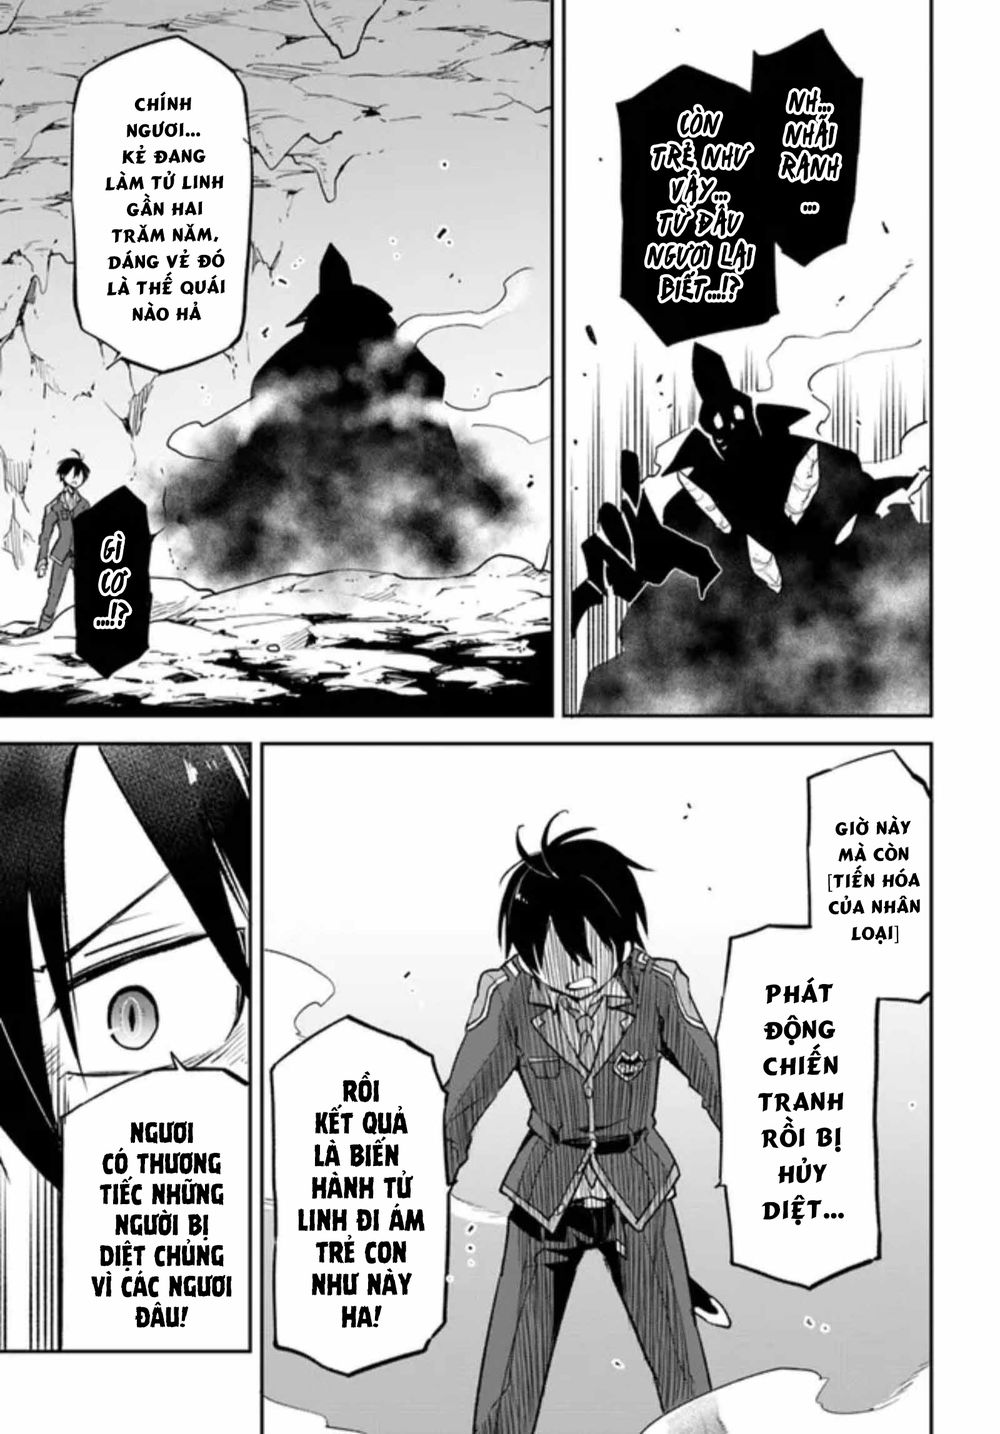 NH...
NHÃI
RANH
...
CÒN
TRẺ NHƯ
VẬY...
TỪ ĐÂU
NGƯƠI LẠI
BIẾT...!?
CHÍNH
NGƯƠI...
KẺ ĐANG
LÀM TỬ LINH
GẦN HAI
TRĂM NĂM,
DÁNG VẺ ĐÓ
LÀ THẾ QUÁI
NÀO HẢ
GÌ
CƠ
...!?
GIỜ NÀY
MÀ CÒN
[TIẾN HÓA
CỦA NHÂN
LOẠI]
PHÁT
ĐỘNG
CHIẾN
TRANH
RỒI BỊ
HỦY
DIỆT...
RỒI
KẾT QUẢ
LÀ BIẾN
HÀNH TỬ
LINH ĐI ÁM
TRẺ CON
NHƯ NÀY
HA!
NGƯƠI
CÓ THƯƠNG
TIẾC NHỮNG
NGƯỜI BỊ
DIỆT CHỦNG
VÌ CÁC NGƯƠI
ĐÂU!